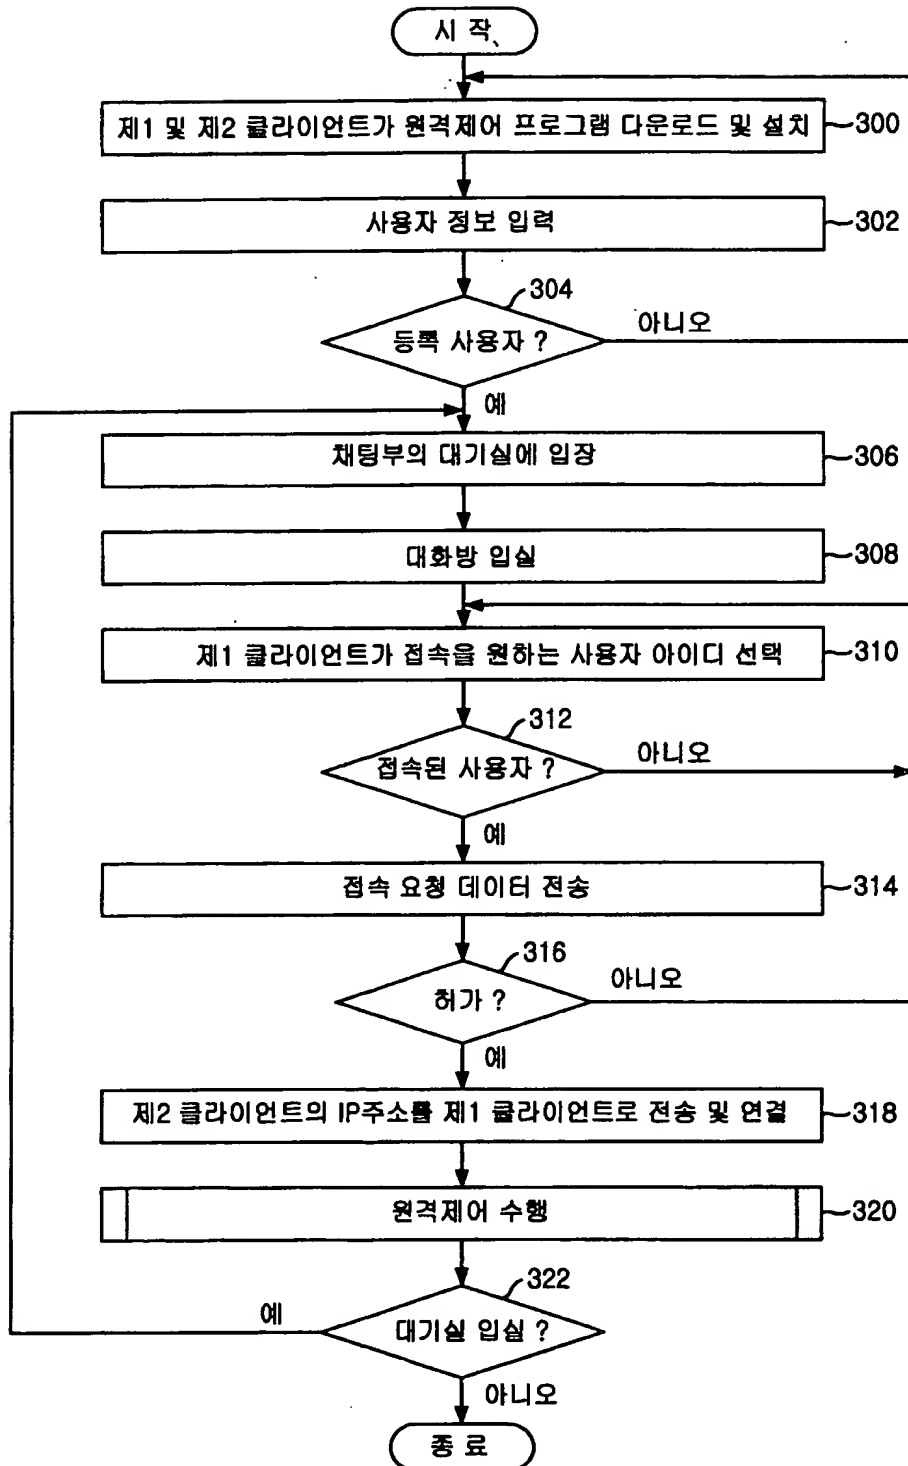 시 작
제1 및 제2 클라이언트가 원격제어 프로그램 다운로드 및 설치 300
사용자 정보 입력 302
304
등록 사용자 ? 아니오
예
채팅부의 대기실에 입장 306
대화방 입실 308
제1 클라이언트가 접속을 원하는 사용자 아이디 선택 310
312
접속된 사용자 ? 아니오
예
접속 요청 데이터 전송 314
316
허가 ? 아니오
예
제2 클라이언트의 IP주소를 제1 클라이언트로 전송 및 연결 318
원격제어 수행 320
322
예 대기실 입실 ?
아니오
종 료